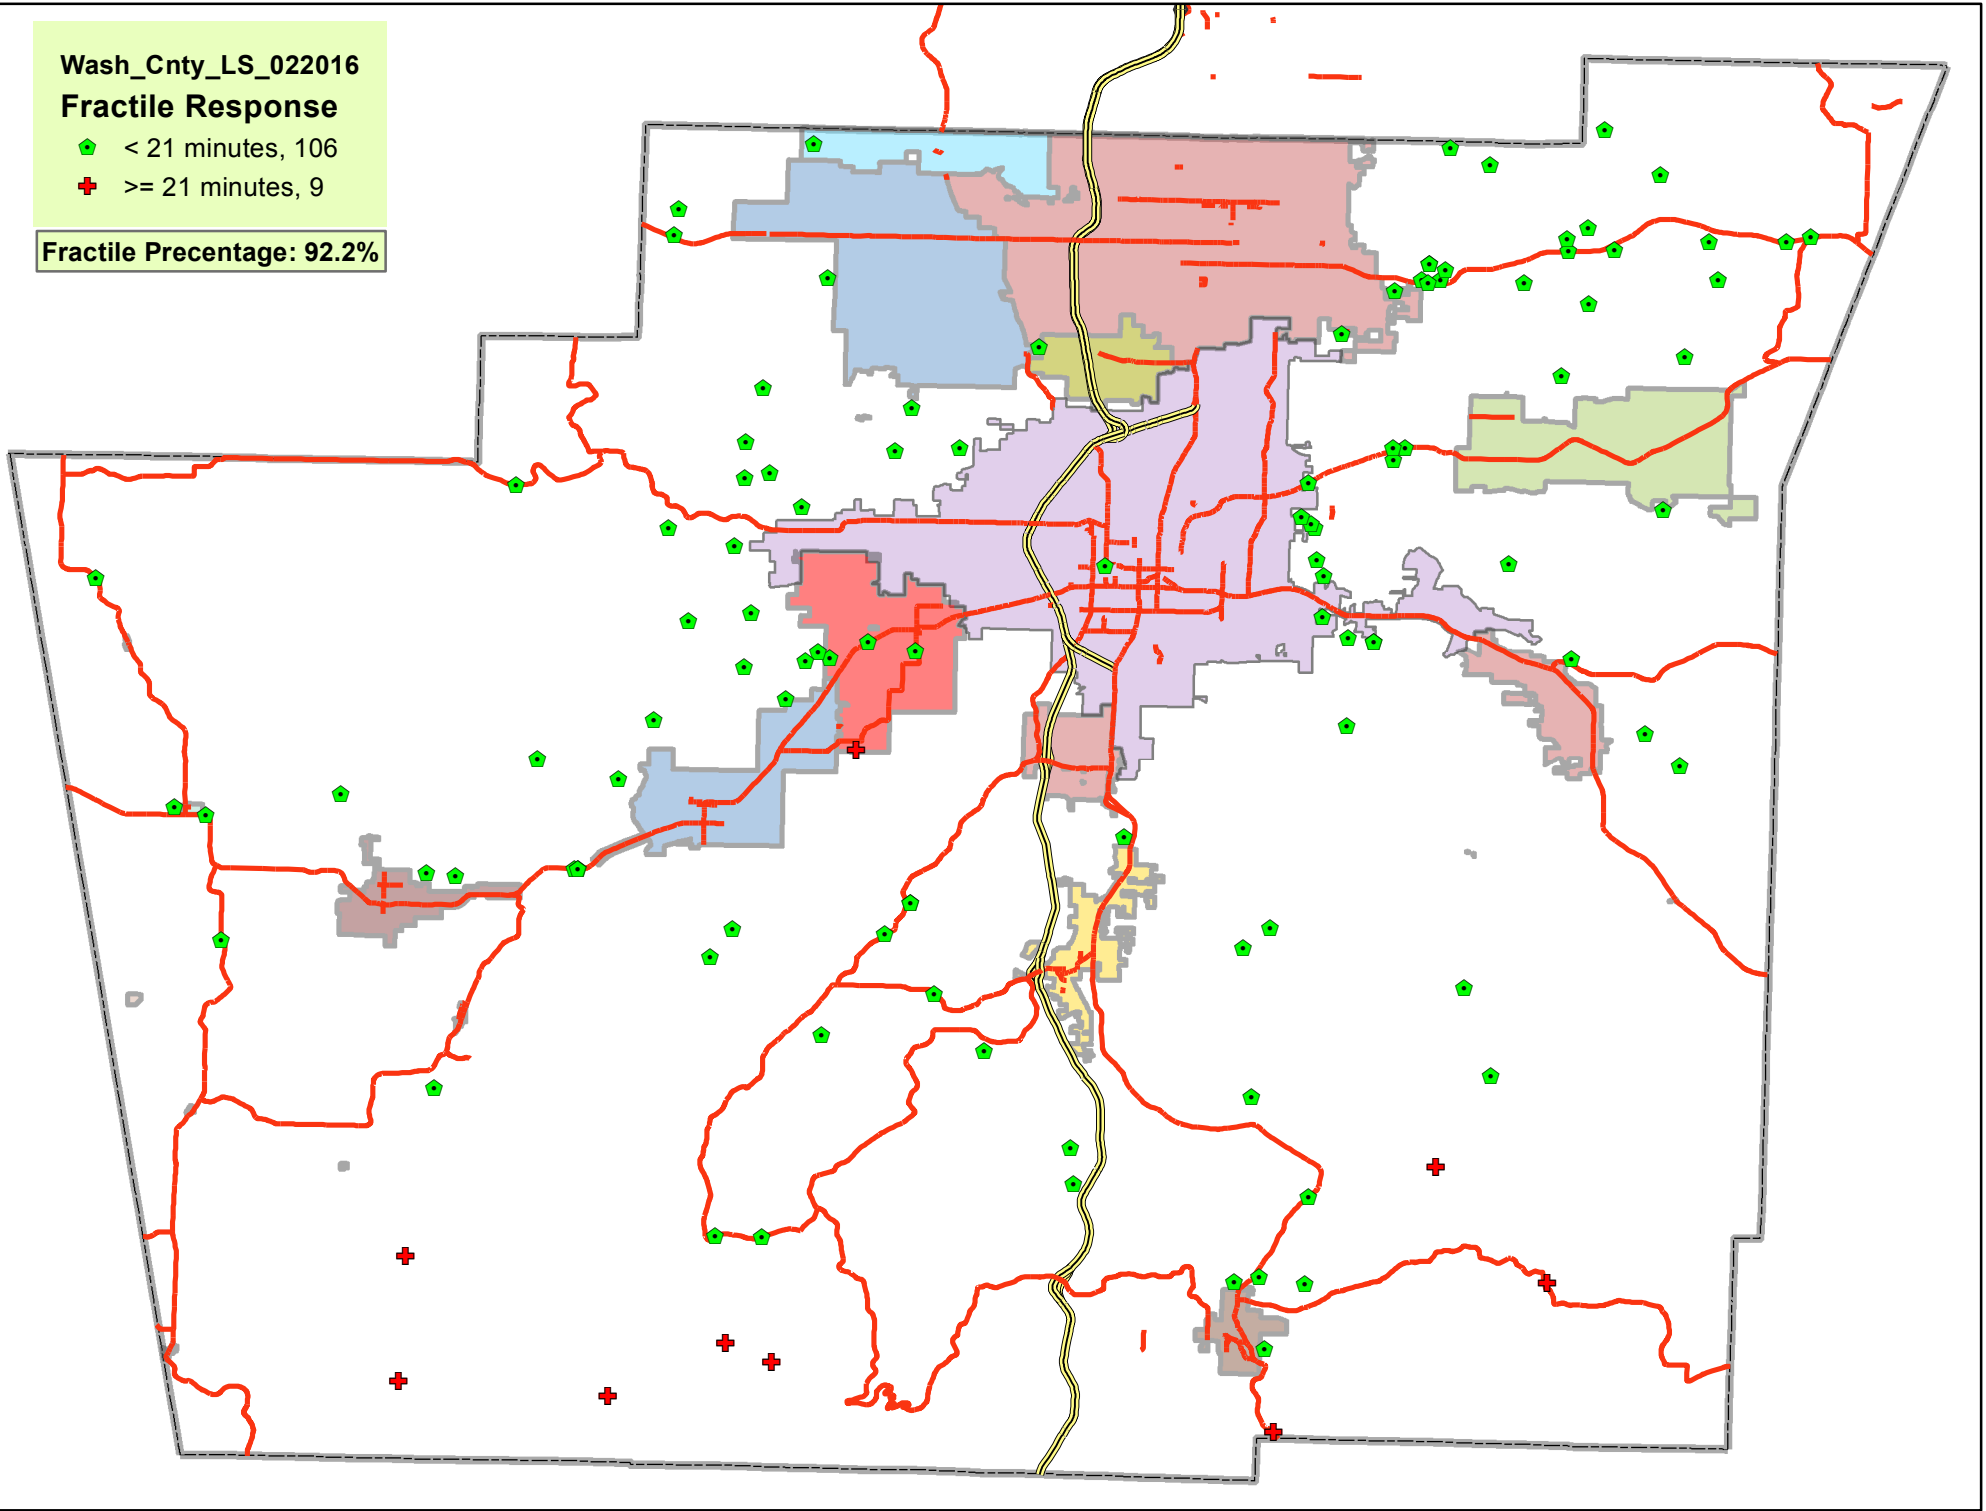 Wash_Cnty_LS_022016
Fractile Response
< 21 minutes, 106
>= 21 minutes, 9
Fractile Precentage: 92.2%